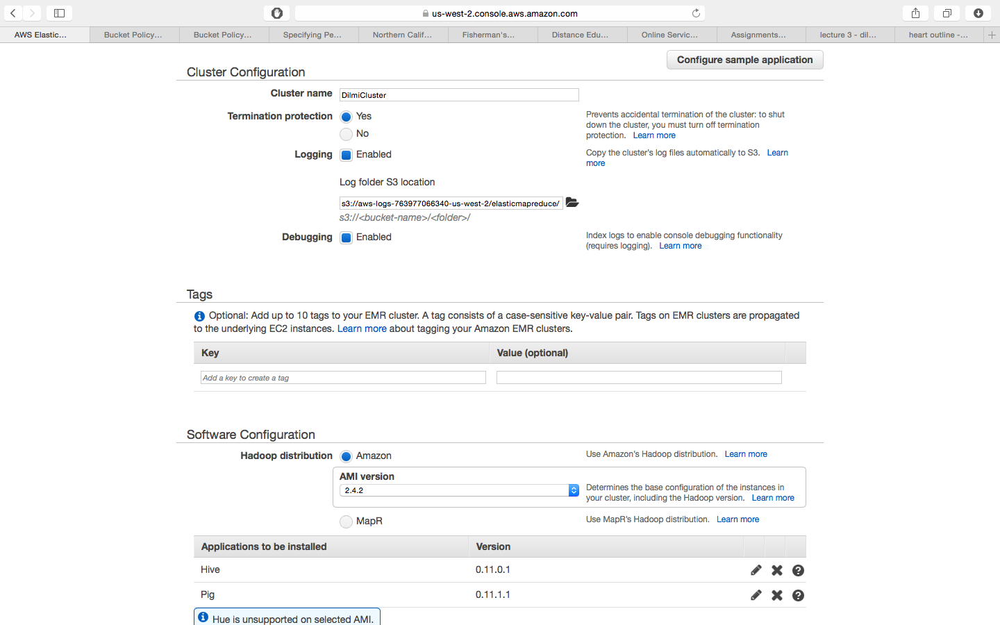 us-west-2.console.aws.amazon.com
AWS Elastic... Bucket Policy... Bucket Policy... Specifying Pe... Northern Calif... Fisherman's... Distance Edu... Online Servic... Assignments... lecture 3 - dil... heart outline -...
Configure sample application
Cluster Configuration
Cluster name DilmiCluster
Termination protection Yes
No
Prevents accidental termination of the cluster: to shut
down the cluster, you must turn off termination
protection. Learn more
Logging Enabled
Copy the cluster's log files automatically to S3. Learn
more
Log folder S3 location
s3://aws-logs-763977066340-us-west-2/elasticmapreduce/
s3://<bucket-name>/<folder>/
Debugging Enabled
Index logs to enable console debugging functionality
(requires logging). Learn more
Tags
Optional: Add up to 10 tags to your EMR cluster. A tag consists of a case-sensitive key-value pair. Tags on EMR clusters are propagated
to the underlying EC2 instances. Learn more about tagging your Amazon EMR clusters.
Key Value (optional)
Add a key to create a tag
Software Configuration
Hadoop distribution Amazon
Use Amazon's Hadoop distribution. Learn more
AMI version
2.4.2
Determines the base configuration of the instances in
your cluster, including the Hadoop version. Learn more
MapR
Use MapR's Hadoop distribution. Learn more
Applications to be installed Version
Hive 0.11.0.1
Pig 0.11.1.1
Hue is unsupported on selected AMI.